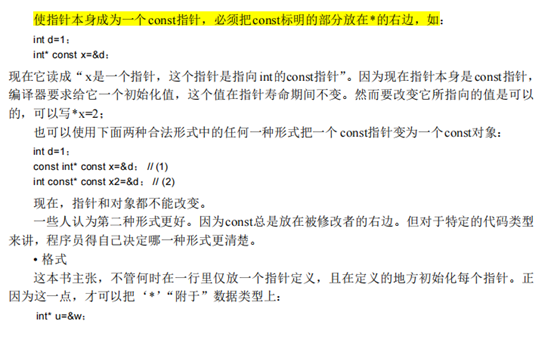 使指针本身成为一个const指针，必须把const标明的部分放在*的右边，如：
int d=1;
int* const x=&d;
现在它读成“x是一个指针，这个指针是指向int的const指针”。因为现在指针本身是const指针，
编译器要求给它一个初始化值，这个值在指针寿命期间不变。然而要改变它所指向的值是可以
的，可以写*x=2;
也可以使用下面两种合法形式中的任何一种形式把一个const指针变为一个const对象：
int d=1;
const int* const x=&d; // (1)
int const* const x2=&d; // (2)
现在，指针和对象都不能改变。
一些人认为第二种形式更好。因为const总是放在被修改者的右边。但对于特定的代码类型
来讲，程序员得自己决定哪一种形式更清楚。
• 格式
这本书主张，不管何时在一行里仅放一个指针定义，且在定义的地方初始化每个指针。正
因为这一点，才可以把‘*’“附于”数据类型上：
int* u=&w;